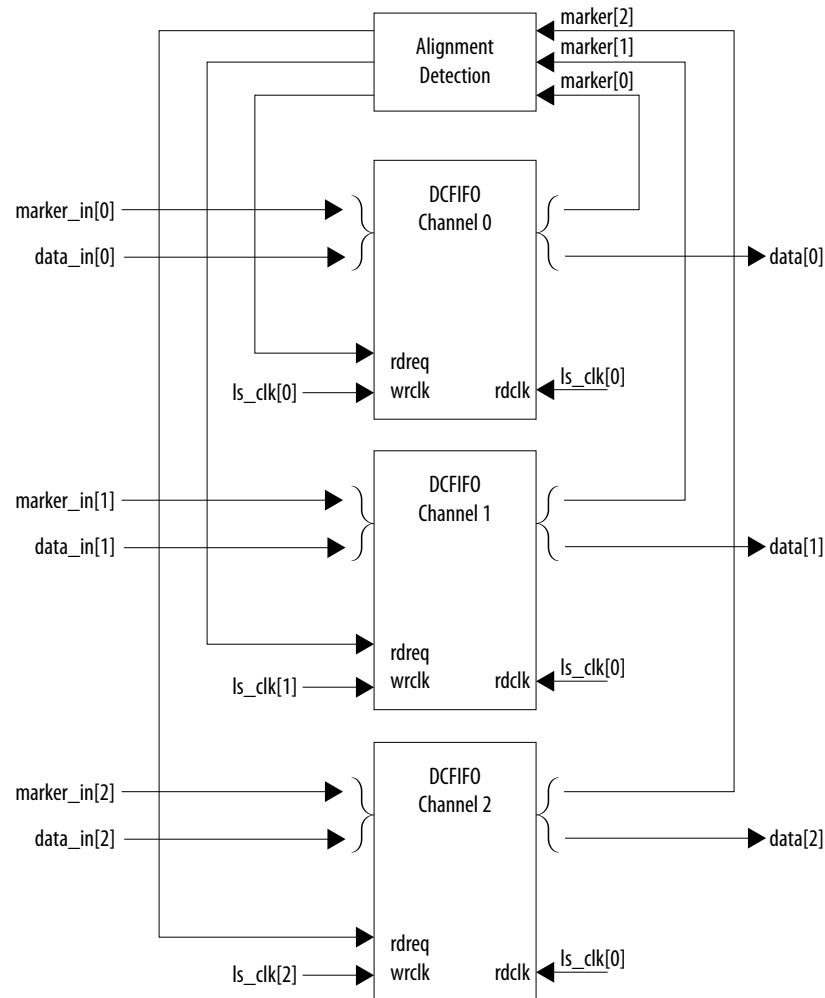 marker[2]
Alignment
Detection
marker[1]
marker[0]
DCFIFO
Channel 0
marker_in[0]
data_in[0]
data[0]
rdreq
ls_clk[0]
wrclk
rdclk
ls_clk[0]
DCFIFO
Channel 1
marker_in[1]
data_in[1]
data[1]
rdreq
ls_clk[1]
wrclk
rdclk
ls_clk[0]
DCFIFO
Channel 2
marker_in[2]
data_in[2]
data[2]
rdreq
ls_clk[2]
wrclk
rdclk
ls_clk[0]